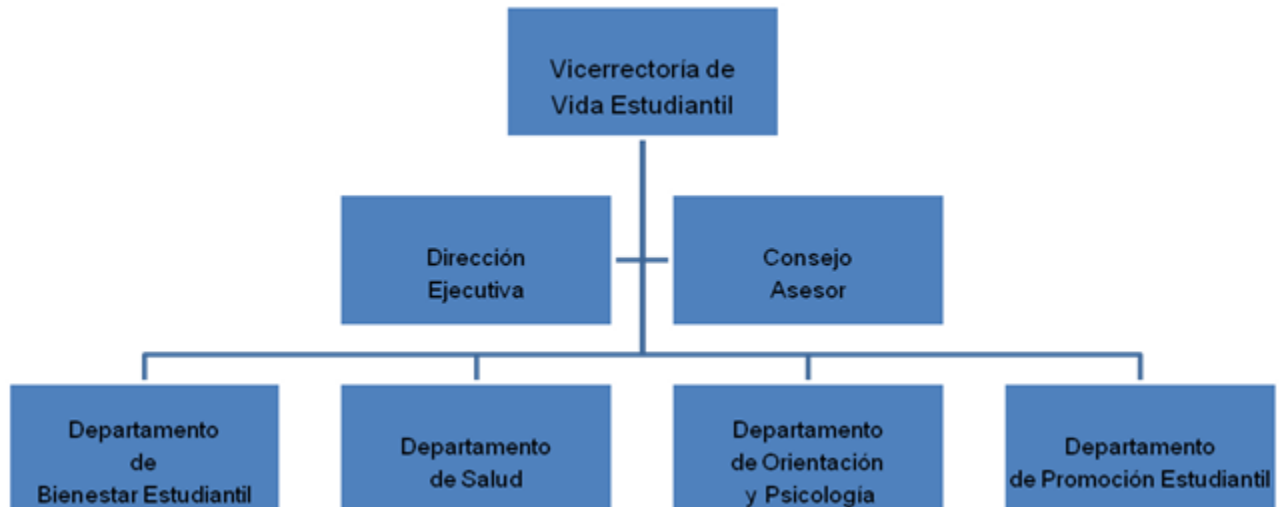 Vicerrectoría de
Vida Estudiantil
Dirección
Ejecutiva
Consejo
Asesor
Departamento
de
Bienestar Estudiantil
Departamento
de Salud
Departamento
de Orientación
y Psicología
Departamento
de Promoción Estudiantil